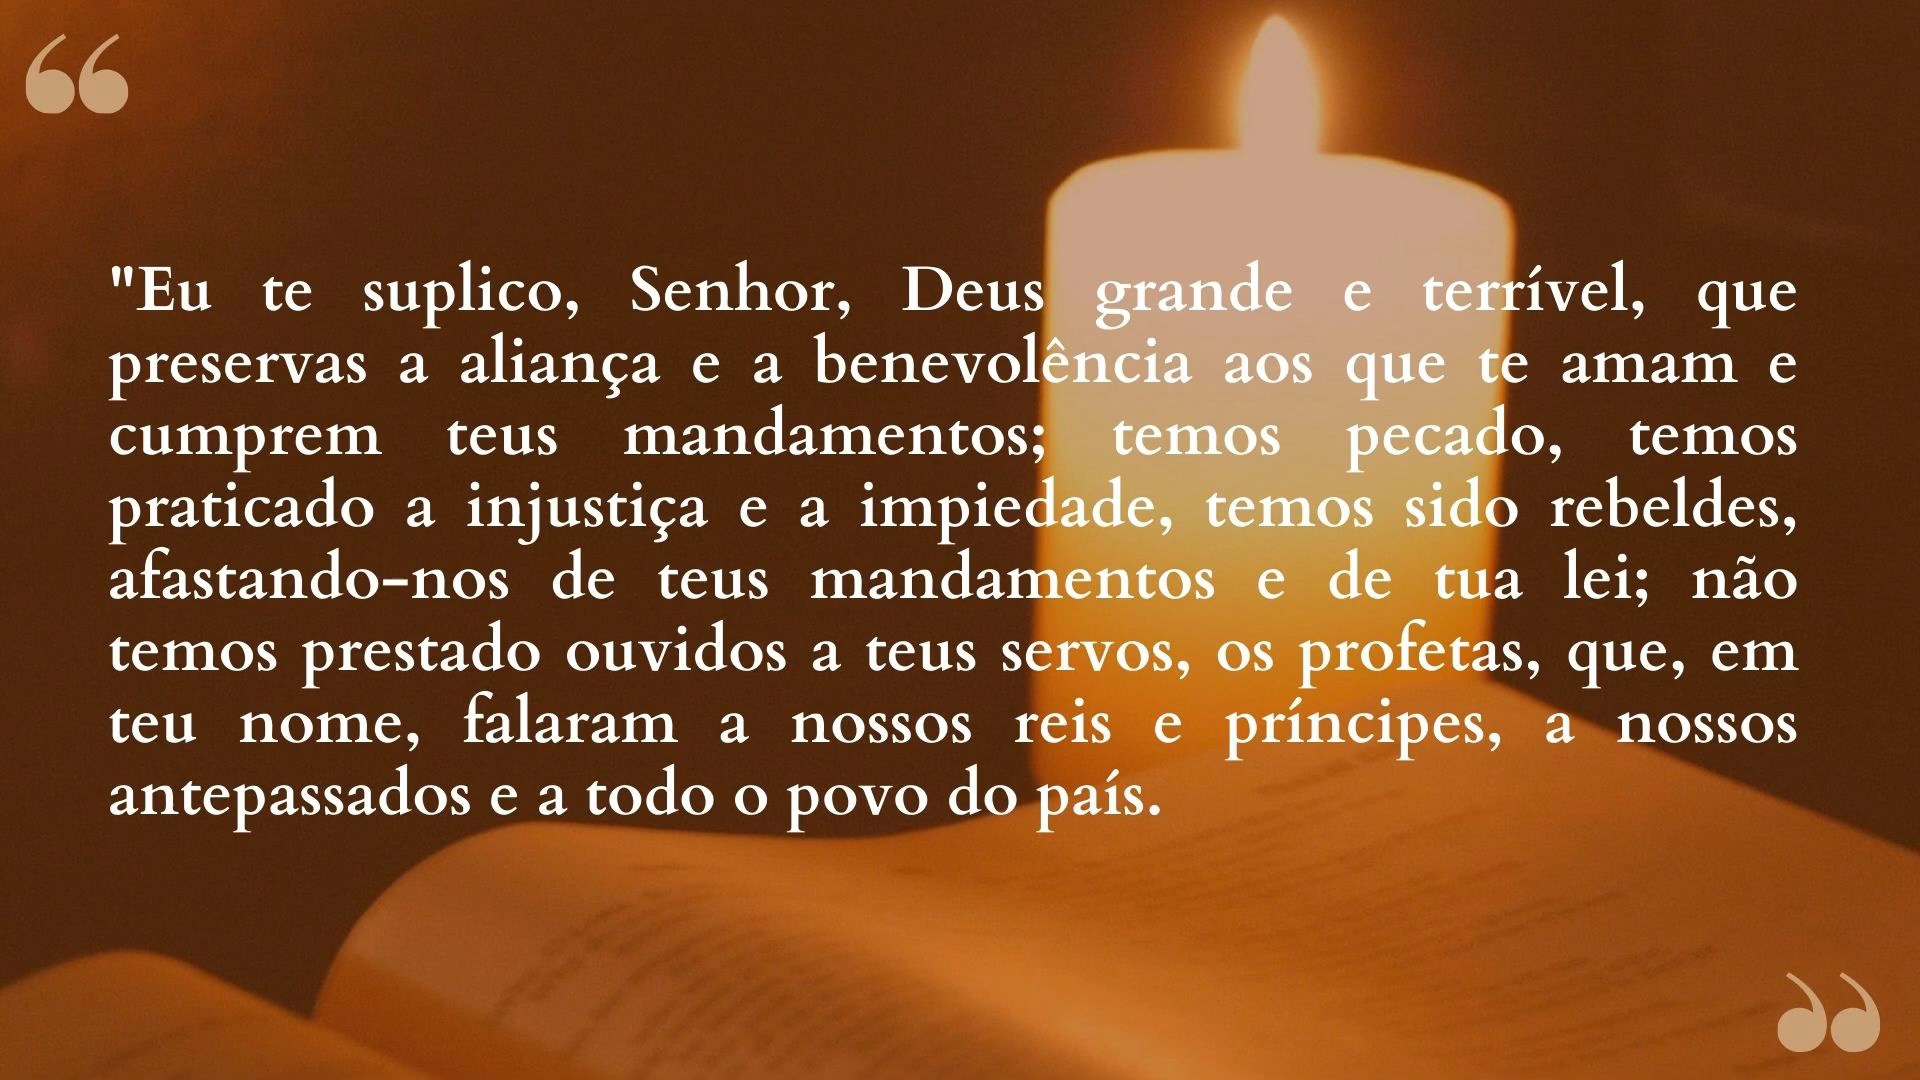 "Eu te suplico, Senhor, Deus grande e terrível, que
preservas a aliança e a benevolência aos que te amam e
cumprem teus mandamentos; temos pecado, temos
praticado a injustiça e a impiedade, temos sido rebeldes,
afastando-nos de teus mandamentos e de tua lei; não
temos prestado ouvidos a teus servos, os profetas, que, em
teu nome, falaram a nossos reis e príncipes, a nossos
antepassados e a todo o povo do país.